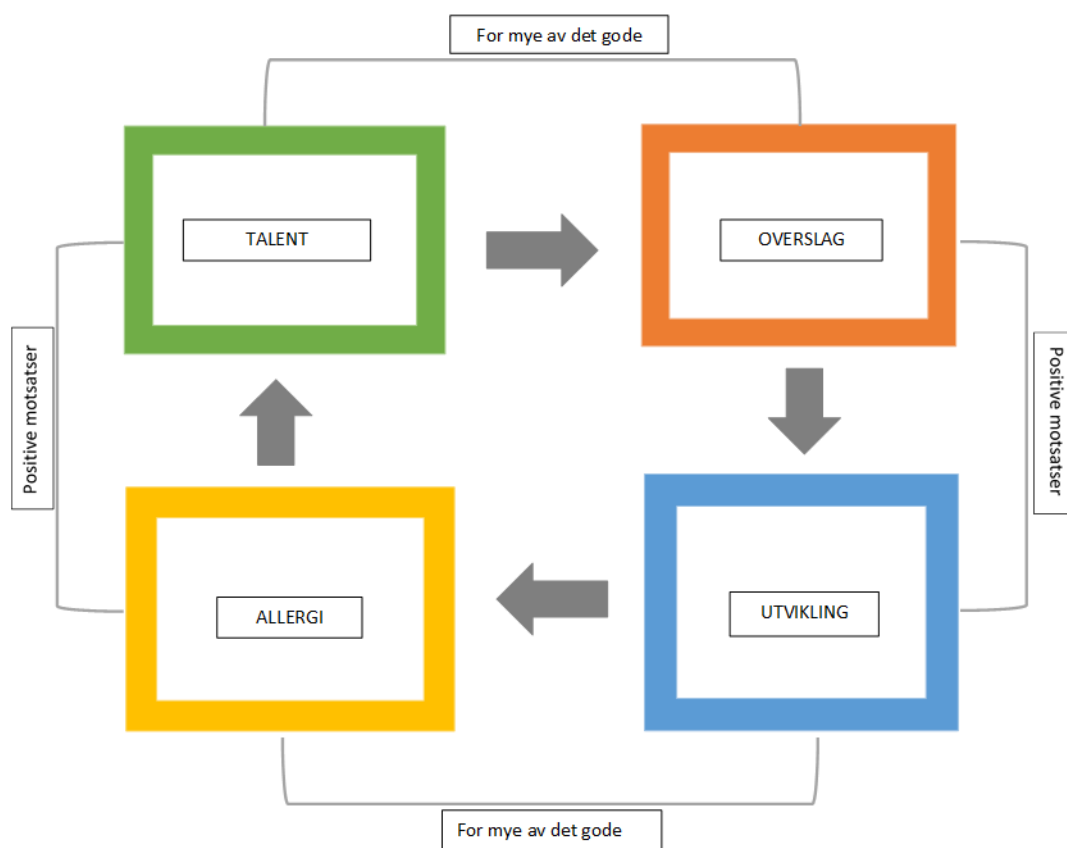 For mye av det gode
TALENT
OVERSLAG
Positive motsatser
Positive motsatser
ALLERGI
UTVIKLING
For mye av det gode